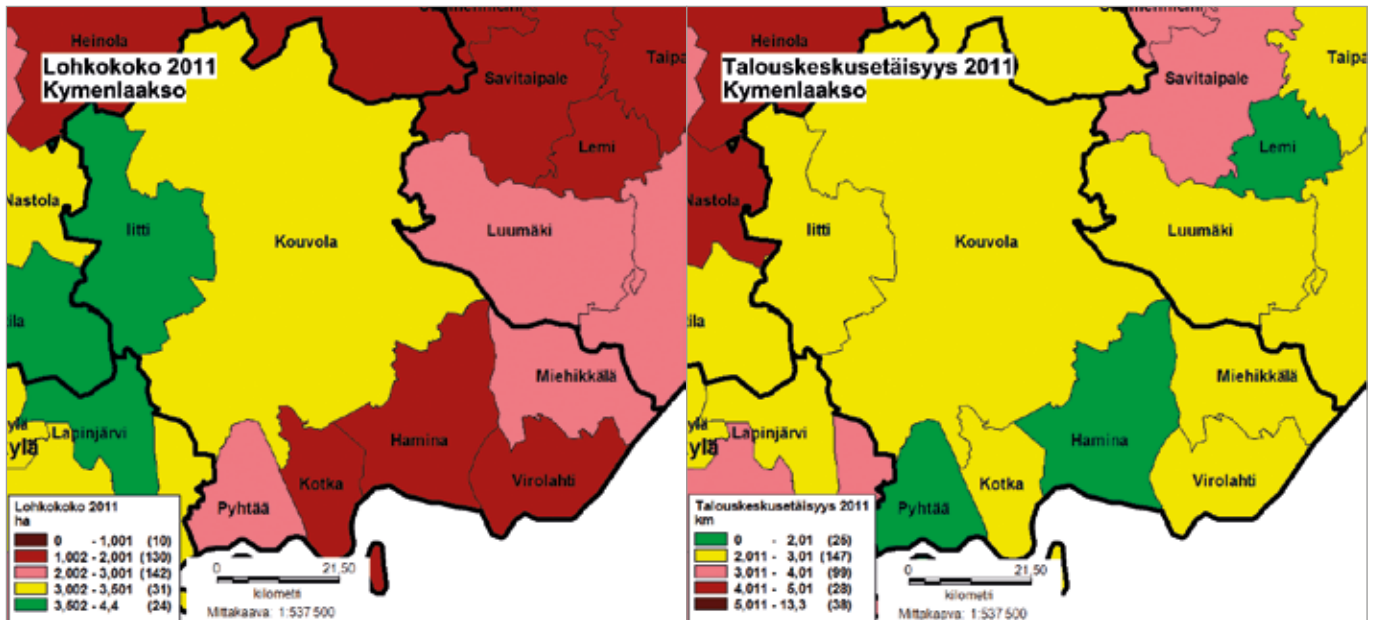 Heinola
Lohkokoko 2011
Kymenlaakso
Savitaipale
Lemi
Nastola
Iitti
Kouvola
Luumäki
Miehikkälä
Lapinjärvi
Hamina
Kotka
Virolahti
Pyhtää
Lohkokoko 2011
ha
0 - 1,001 (10)
1,002 - 2,001 (130)
2,002 - 3,001 (142)
3,002 - 3,501 (31)
3,502 - 4,4 (24)
0 21,50
kilometri
Mittakaava: 1:537 500
Heinola
Talouskeskusetäisyys 2011
Kymenlaakso
Savitaipale
Lemi
Nastola
Iitti
Kouvola
Luumäki
Miehikkälä
Lapinjärvi
Hamina
Kotka
Virolahti
Pyhtää
Talouskeskusetäisyys 2011
km
0 - 2,01 (25)
2,011 - 3,01 (147)
3,011 - 4,01 (99)
4,011 - 5,01 (28)
5,011 - 13,3 (38)
0 21,50
kilometri
Mittakaava: 1:537 500